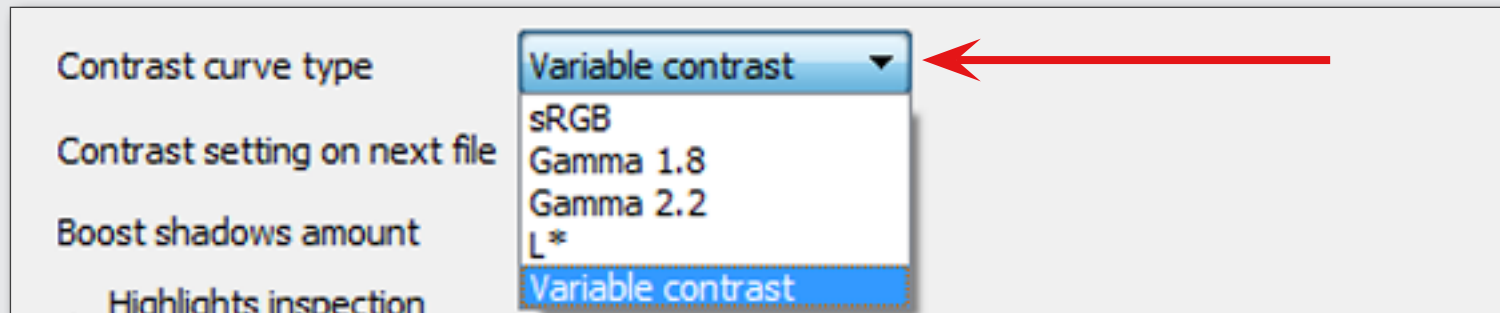 Contrast curve type
Variable contrast
sRGB
Contrast setting on next file
Gamma 1.8
Gamma 2.2
Boost shadows amount
L*
Variable contrast
Highlights inspection